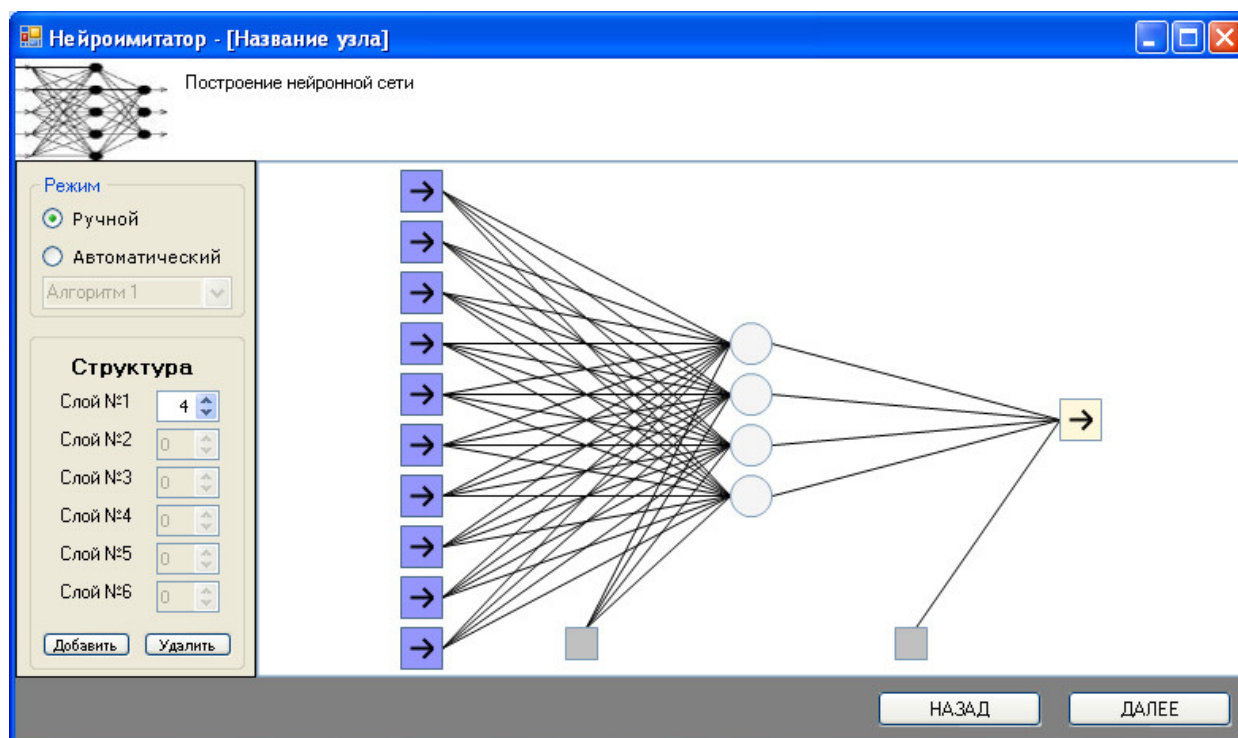 Нейроимитатор - [Название узла]
Построение нейронной сети
Режим
Ручной
Автоматический
Алгоритм 1
Структура
Слой №1 4
Слой №2 0
Слой №3 0
Слой №4 0
Слой №5 0
Слой №6 0
Добавить Удалить
НАЗАД ДАЛЕЕ